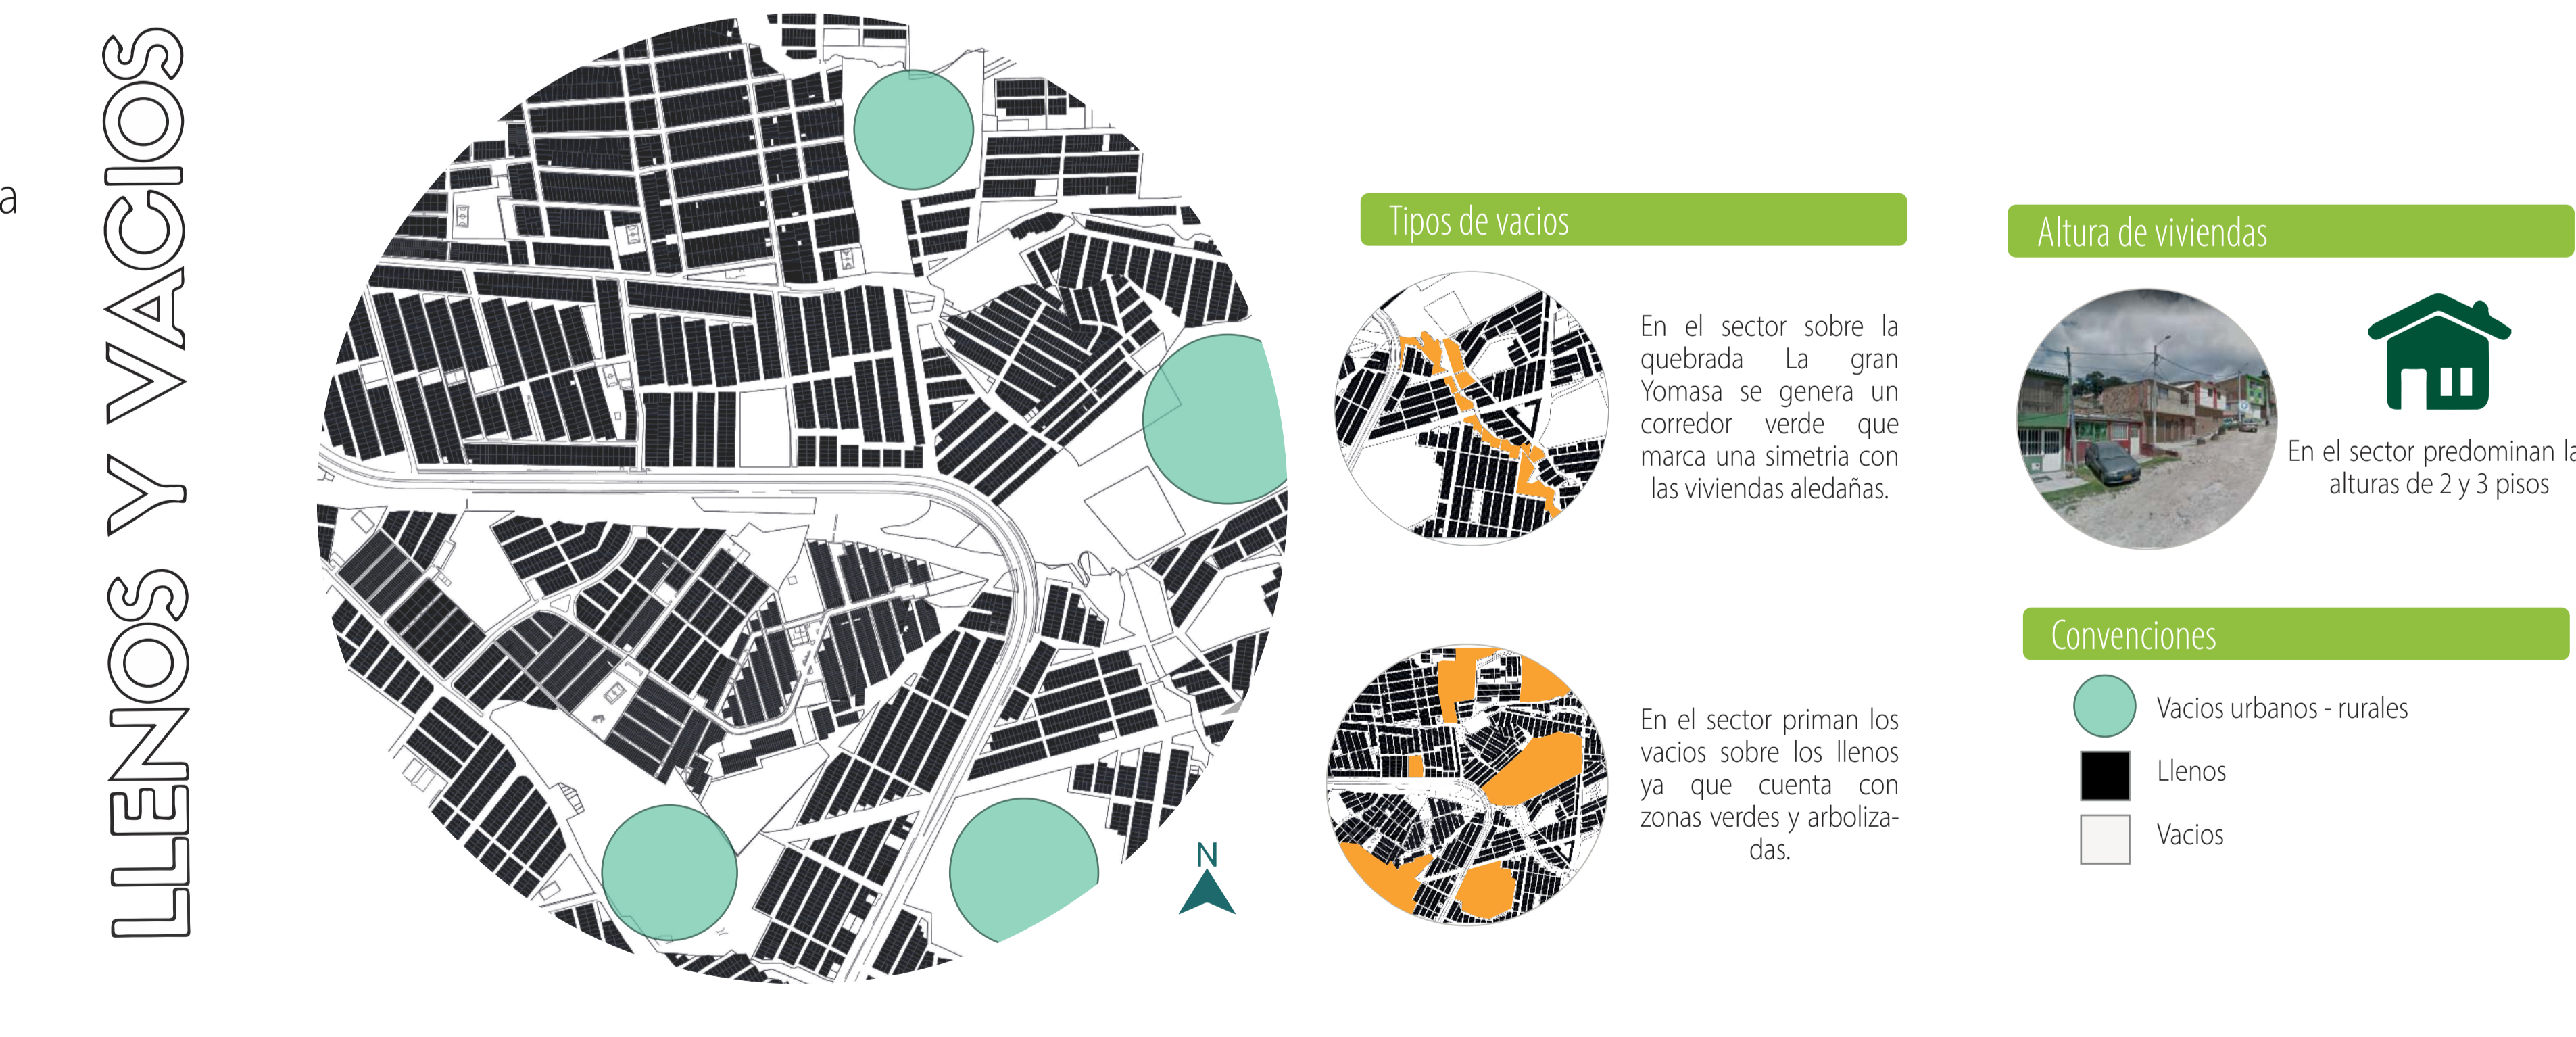 a
LLENOS Y VACIOS
N
Tipos de vacios
En el sector sobre la
quebrada La gran
Yomasa se genera un
corredor verde que
marca una simetria con
las viviendas aledañas.
En el sector priman los
vacios sobre los llenos
ya que cuenta con
zonas verdes y arboliza-
das.
Altura de viviendas
En el sector predominan la
alturas de 2 y 3 pisos
Convenciones
Vacios urbanos - rurales
Llenos
Vacios